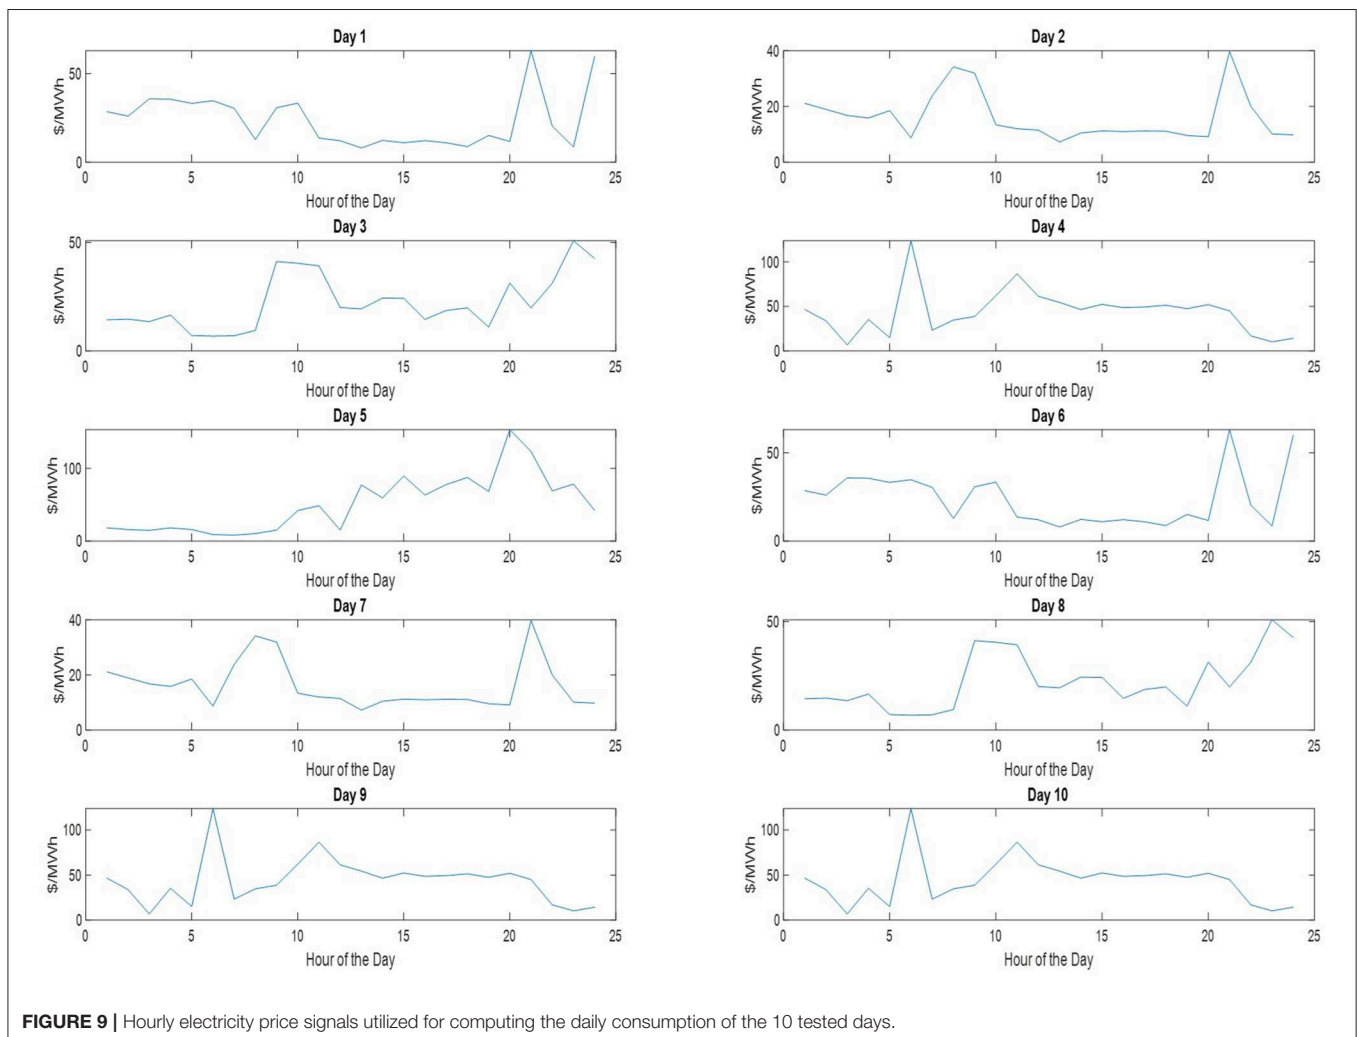 Day 1
$/MWh
50
0
0 5 10 15 20 25
Hour of the Day
Day 2
$/MWh
40
20
0
0 5 10 15 20 25
Hour of the Day
Day 3
$/MWh
50
0
0 5 10 15 20 25
Hour of the Day
Day 4
$/MWh
100
50
0
0 5 10 15 20 25
Hour of the Day
Day 5
$/MWh
100
0
0 5 10 15 20 25
Hour of the Day
Day 6
$/MWh
50
0
0 5 10 15 20 25
Hour of the Day
Day 7
$/MWh
40
20
0
0 5 10 15 20 25
Hour of the Day
Day 8
$/MWh
50
0
0 5 10 15 20 25
Hour of the Day
Day 9
$/MWh
100
50
0
0 5 10 15 20 25
Hour of the Day
Day 10
$/MWh
100
50
0
0 5 10 15 20 25
Hour of the Day
FIGURE 9 | Hourly electricity price signals utilized for computing the daily consumption of the 10 tested days.